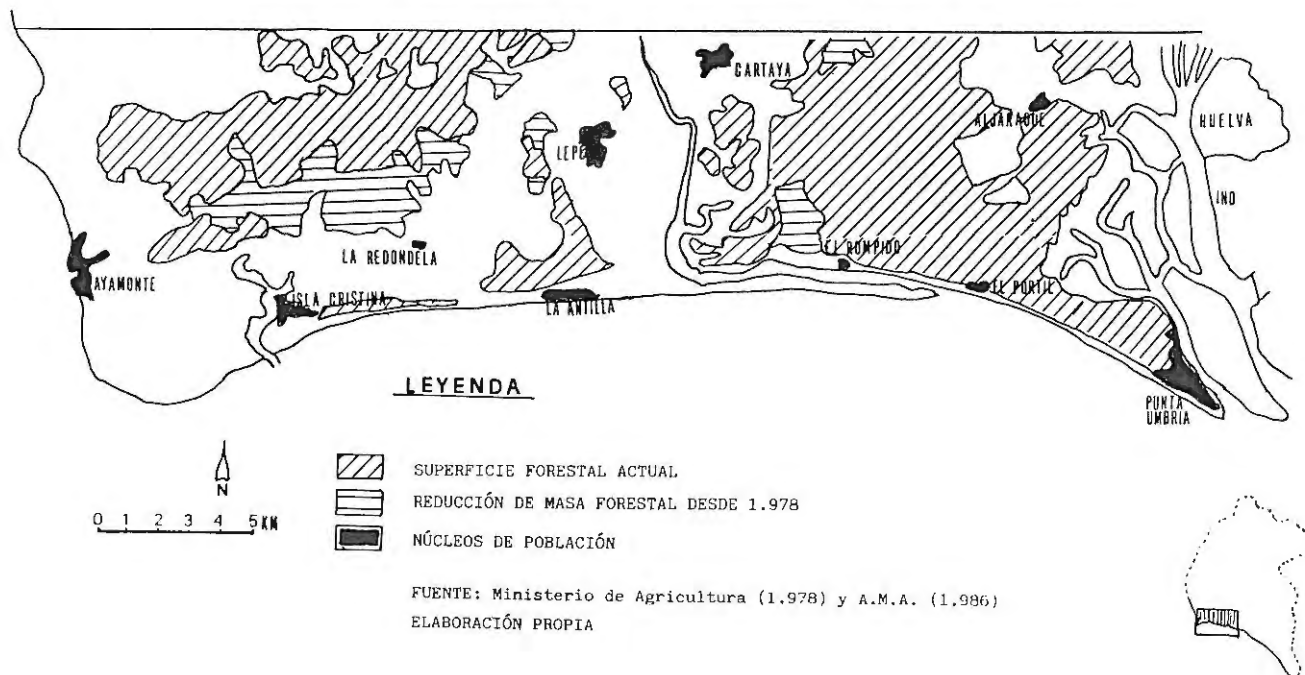 CARTAYA
ALJARAQUE
HUELVA
LEPE
INO
LA REDONDELA
EL ROMPIDO
AYAMONTE
ISLA CRISTINA
EL PORTIL
LA ANTILLA
PUNTA
UMBRIA
LEYENDA
SUPERFICIE FORESTAL ACTUAL
N
REDUCCIÓN DE MASA FORESTAL DESDE 1.978
0 1 2 3 4 5 KM
NÚCLEOS DE POBLACIÓN
FUENTE: Ministerio de Agricultura (1.978) y A.M.A. (1.986)
ELABORACIÓN PROPIA